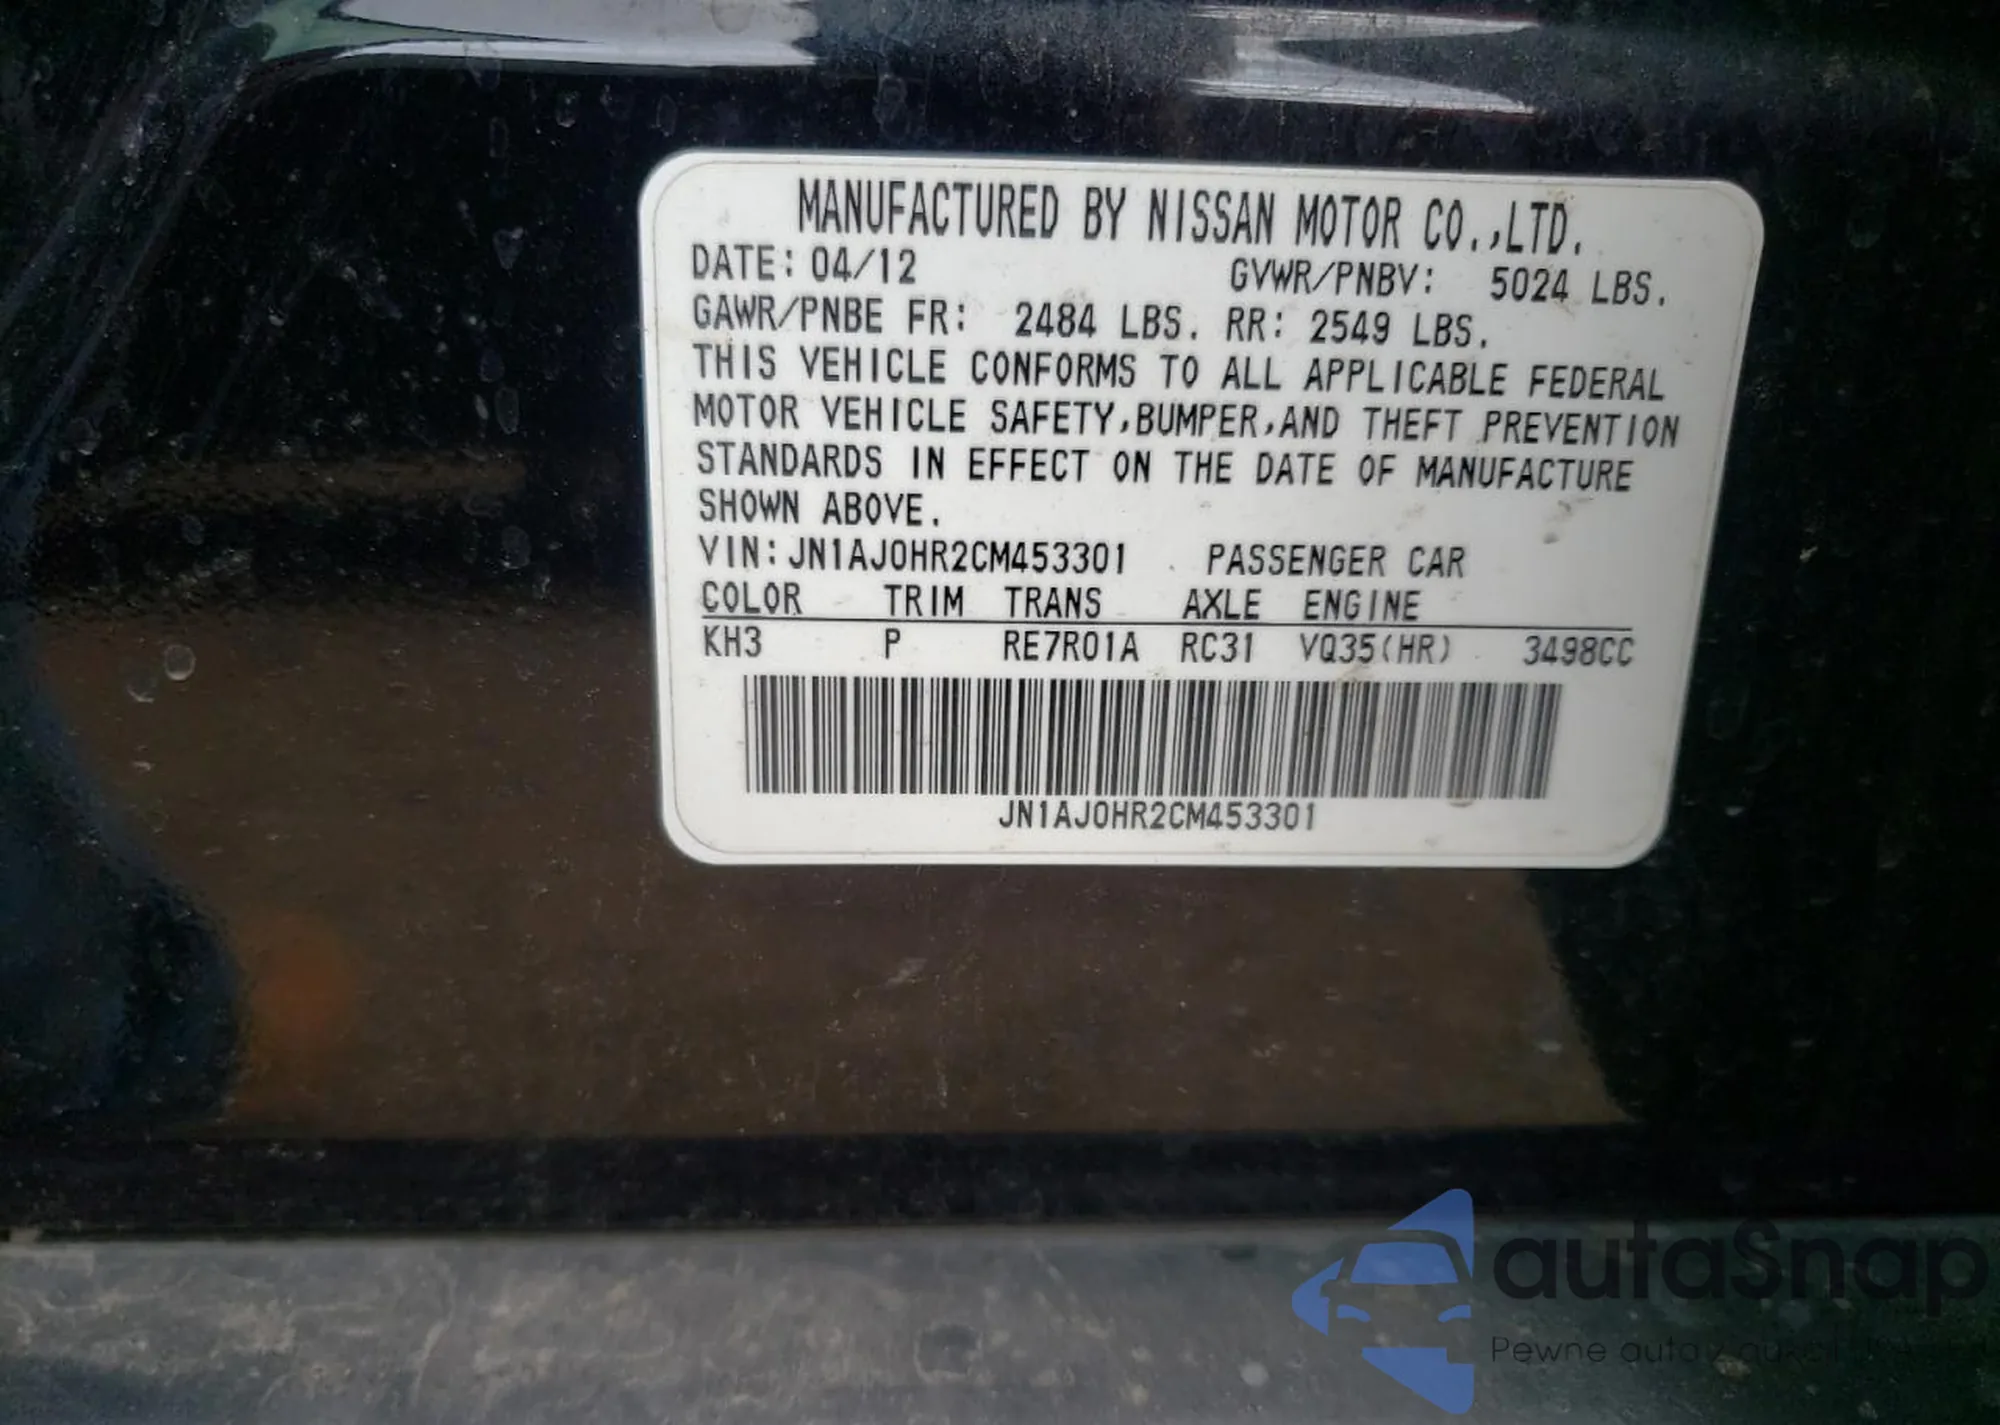 MANUFACTURED BY NISSAN MOTOR CO.,LTD.
DATE: 04/12 GVWR/PNBV: 5024 LBS.
GAWR/PNBE FR: 2484 LBS. RR: 2549 LBS.
THIS VEHICLE CONFORMS TO ALL APPLICABLE FEDERAL
MOTOR VEHICLE SAFETY,BUMPER,AND THEFT PREVENTION
STANDARDS IN EFFECT ON THE DATE OF MANUFACTURE
SHOWN ABOVE.
VIN: JN1AJ0HR2CM453301 PASSENGER CAR
COLOR TRIM TRANS AXLE ENGINE
KH3 P RE7R01A RC31 VQ35(HR) 3498CC
JN1AJ0HR2CM453301
autaSnap
Pewne auta z